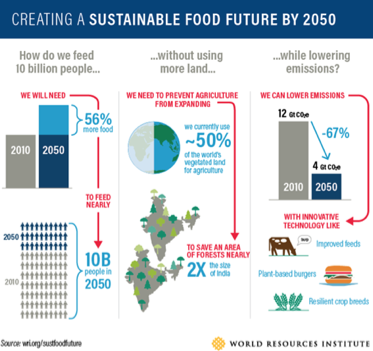 CREATING A SUSTAINABLE FOOD FUTURE BY 2050
How do we feed
10 billion people...
WE WILL NEED
56%
more food
2010
2050
TO FEED
NEARLY
2050
2010
10B
people in
2050
...without using
more land...
WE NEED TO PREVENT AGRICULTURE
FROM EXPANDING
we currently use
~50%
of the world's
vegetated land
for agriculture
TO SAVE AN AREA
OF FORESTS NEARLY
2X the size
of India
...while lowering
emissions?
WE CAN LOWER EMISSIONS
12 Gt CO₂e
-67%
4 Gt CO₂e
2010
2050
WITH INNOVATIVE
TECHNOLOGY LIKE
Improved feeds
Plant-based burgers
Resilient crop breeds
Source: wri.org/sustfoodfuture
WORLD RESOURCES INSTITUTE